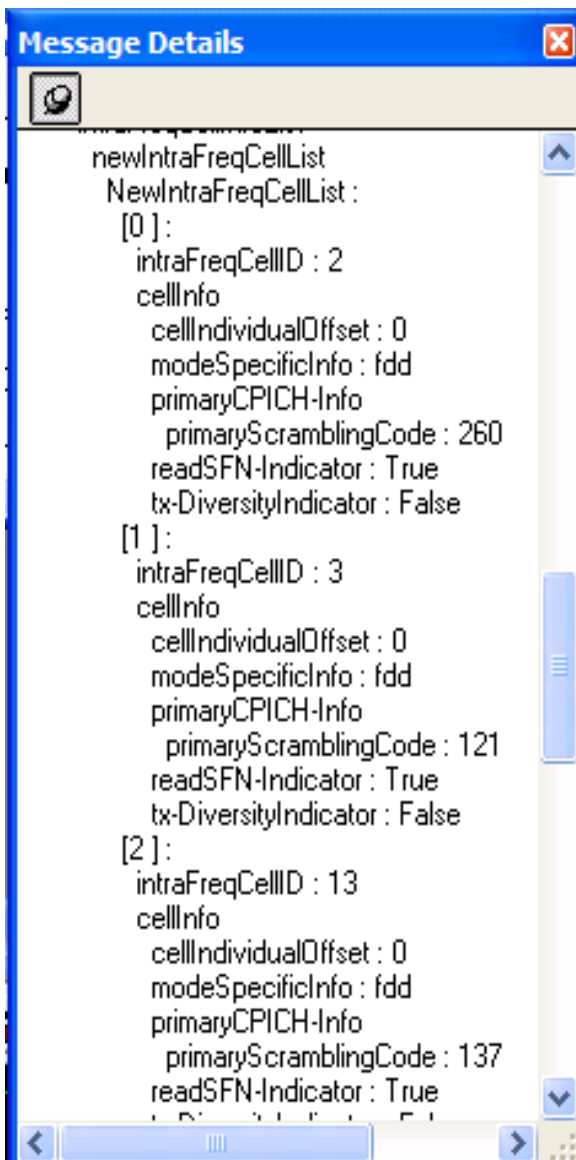 Message Details
newIntraFreqCellList
NewIntraFreqCellList :
[0 ] :
intraFreqCellID : 2
cellInfo
cellIndividualOffset : 0
modeSpecificInfo : fdd
primaryCPICH-Info
primaryScramblingCode : 260
readSFN-Indicator : True
tx-DiversityIndicator : False
[1 ] :
intraFreqCellID : 3
cellInfo
cellIndividualOffset : 0
modeSpecificInfo : fdd
primaryCPICH-Info
primaryScramblingCode : 121
readSFN-Indicator : True
tx-DiversityIndicator : False
[2 ] :
intraFreqCellID : 13
cellInfo
cellIndividualOffset : 0
modeSpecificInfo : fdd
primaryCPICH-Info
primaryScramblingCode : 137
readSFN-Indicator : True